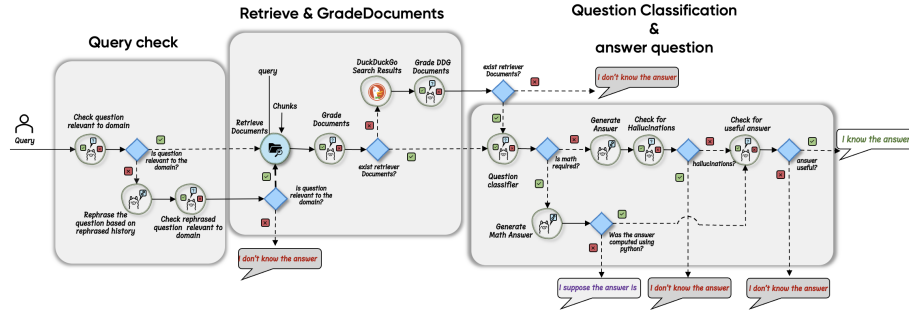 Retrieve & GradeDocuments
Question Classification
&
answer question
Query check
query
Chunks
DuckDuckGo
Search Results
Grade DDG
Documents
exist retriever
Documents?
I don't know the answer
Query
Check question
relevant to domain
Is question
relevant to the
domain?
Rephrase the
question based on
rephrased history
Check rephrased
question relevant to
domain
Retrieve
Documents
Grade
Documents
exist retriever
Documents?
Is question
relevant to the
domain?
I don't know the answer
Question
classifier
Is math
required?
Generate
Answer
Check for
Hallucinations
hallucinations?
Check for
useful answer
answer
useful?
I know the answer
Generate
Math Answer
Was the answer
computed using
python?
I suppose the answer is
I don't know the answer
I don't know the answer